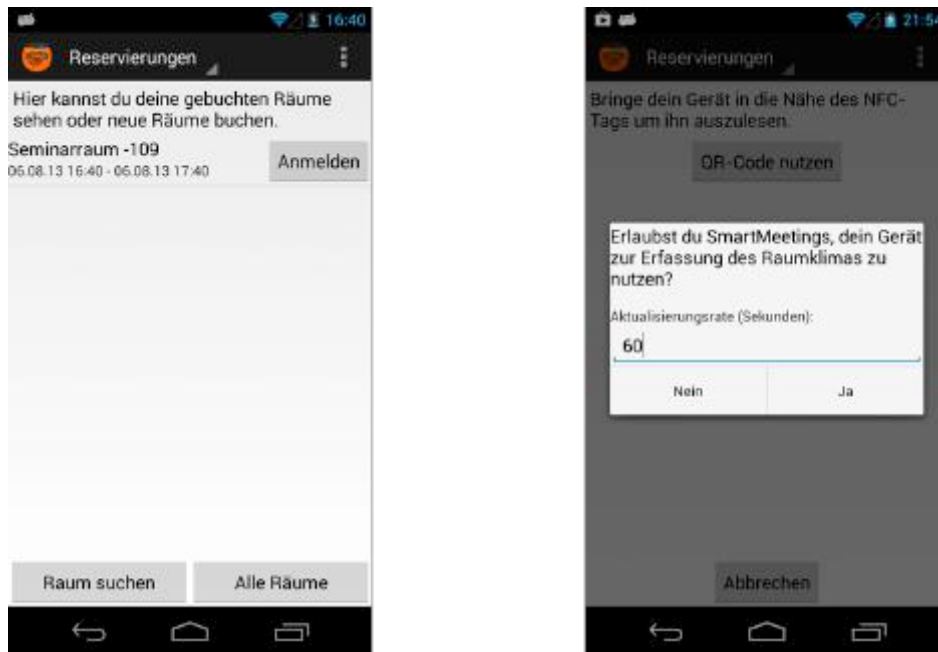 16:40
Reservierungen
Hier kannst du deine gebuchten Räume
sehen oder neue Räume buchen.
Seminarraum -109
06.08.13 16:40 - 06.08.13 17:40
Anmelden
Raum suchen
Alle Räume
21:54
Reservierungen
Bringe dein Gerät in die Nähe des NFC-
Tags um ihn auszulesen.
QR-Code nutzen
Erlaubst du SmartMeetings, dein Gerät
zur Erfassung des Raumklimas zu
nutzen?
Aktualisierungsrate (Sekunden):
60
Nein
Ja
Abbrechen